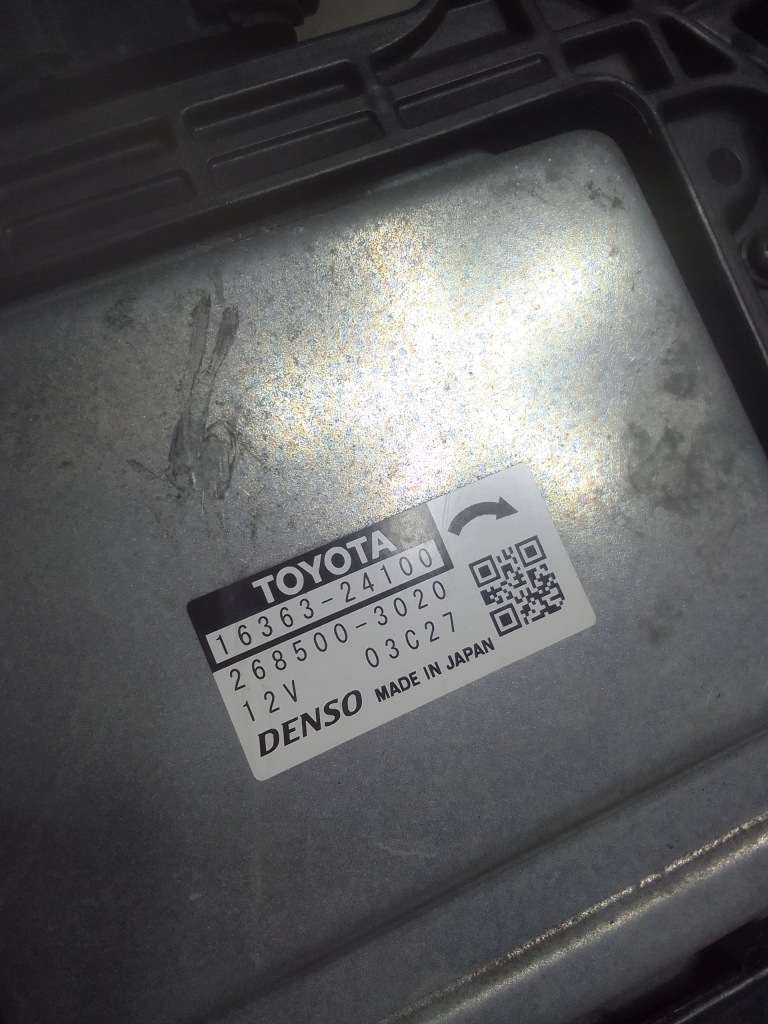 TOYOTA
16363-24100
268500-3020
12V 03C27
DENSO MADE IN JAPAN